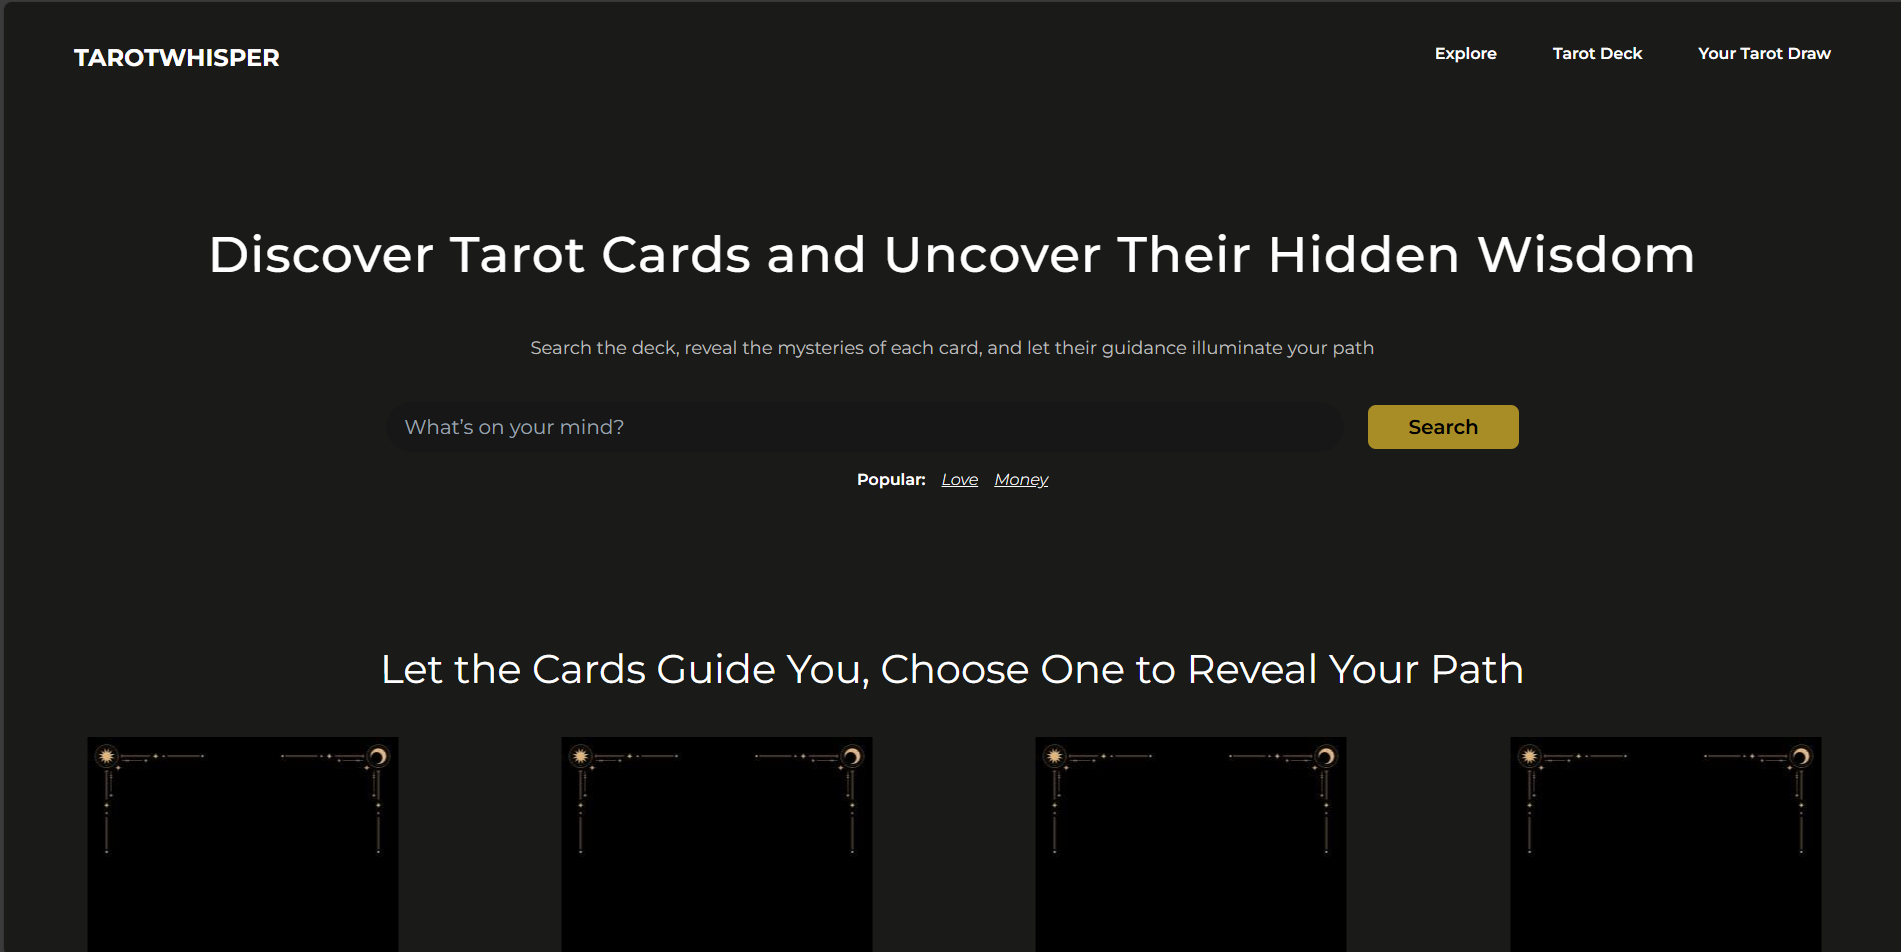 TAROTWHISPER
Explore Tarot Deck Your Tarot Draw
Discover Tarot Cards and Uncover Their Hidden Wisdom
Search the deck, reveal the mysteries of each card, and let their guidance illuminate your path
What's on your mind?
Search
Popular: Love Money
Let the Cards Guide You, Choose One to Reveal Your Path